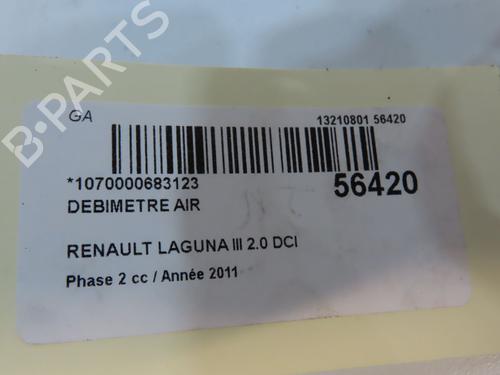 B-PARTS
GA
13210801 56420
*1070000683123
56420
DEBIMETRE AIR
RENAULT LAGUNA III 2.0 DCI
Phase 2 cc / Année 2011